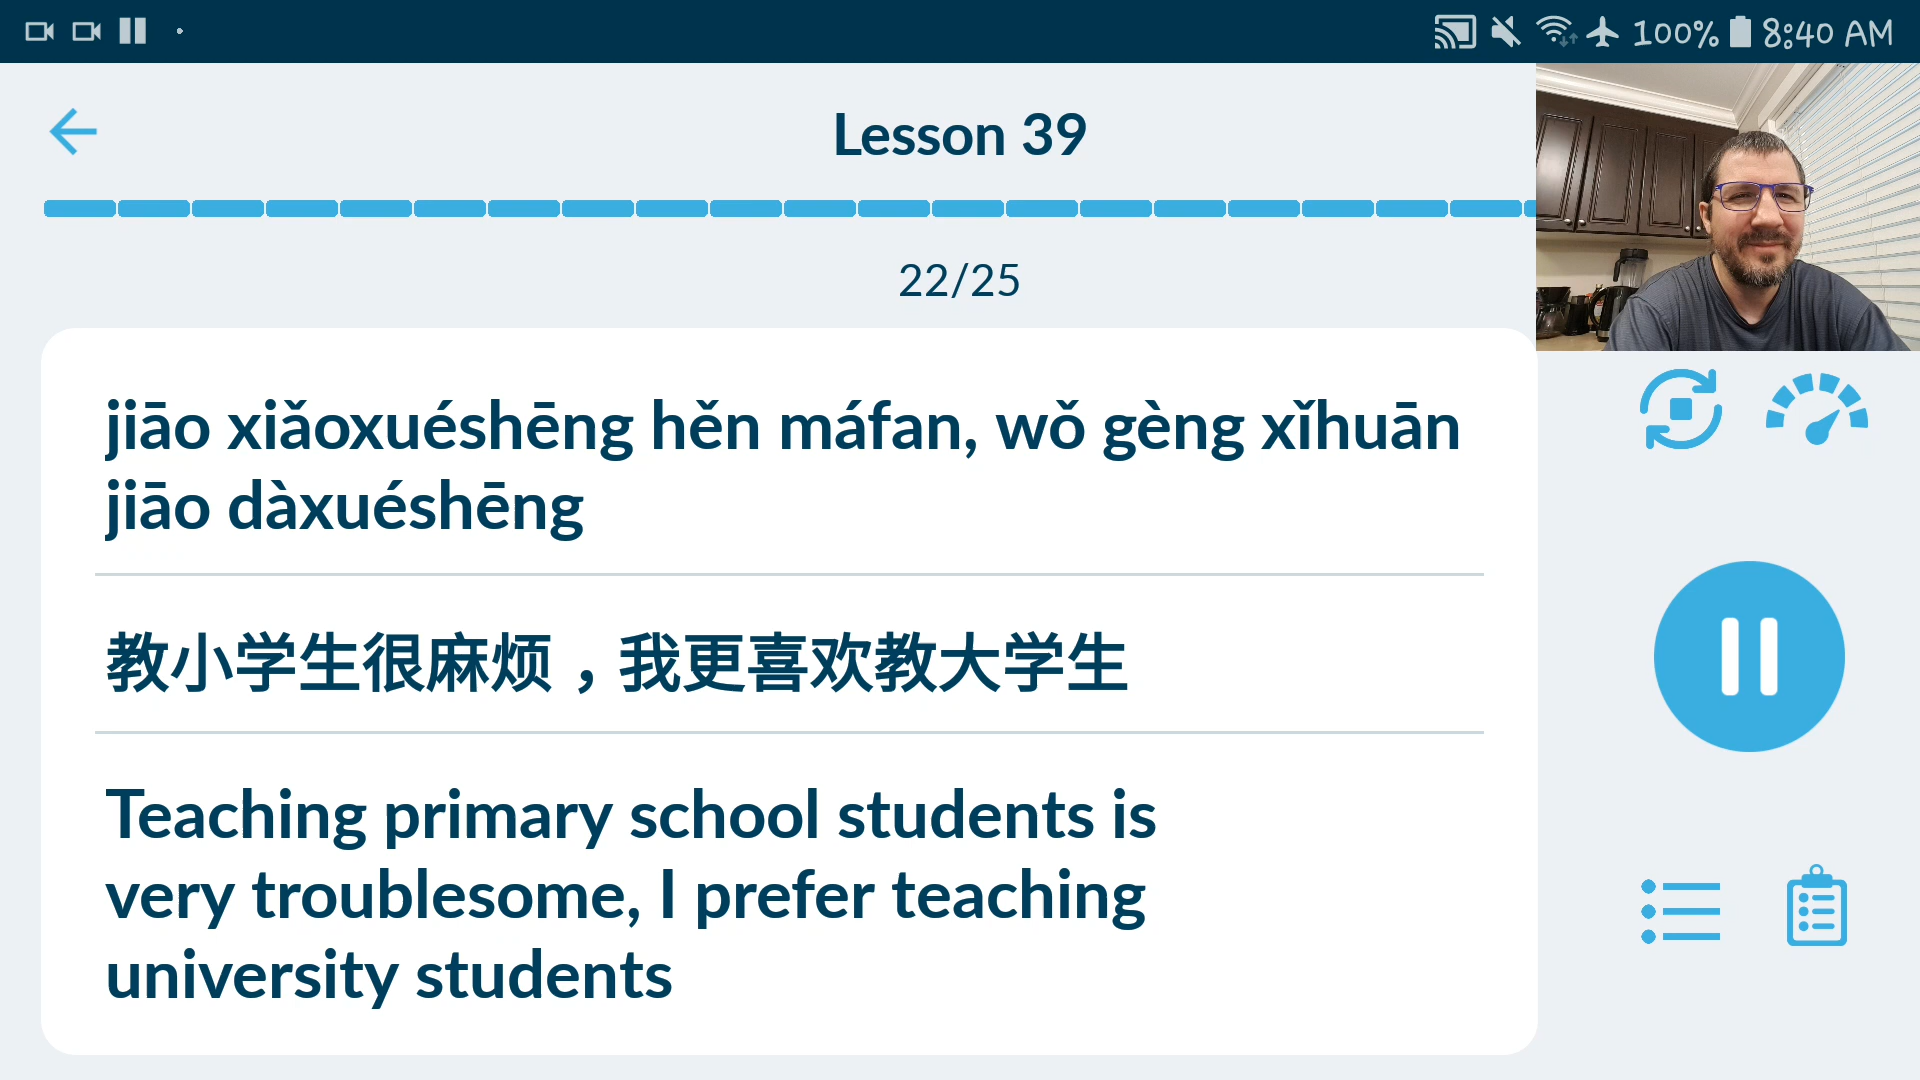 100% 8:40 AM
Lesson 39
22/25
jiāo xiǎoxuéshēng hěn máfan, wǒ gèng xǐhuān
jiāo dàxuéshēng
教小学生很麻烦，我更喜欢教大学生
Teaching primary school students is
very troublesome, I prefer teaching
university students